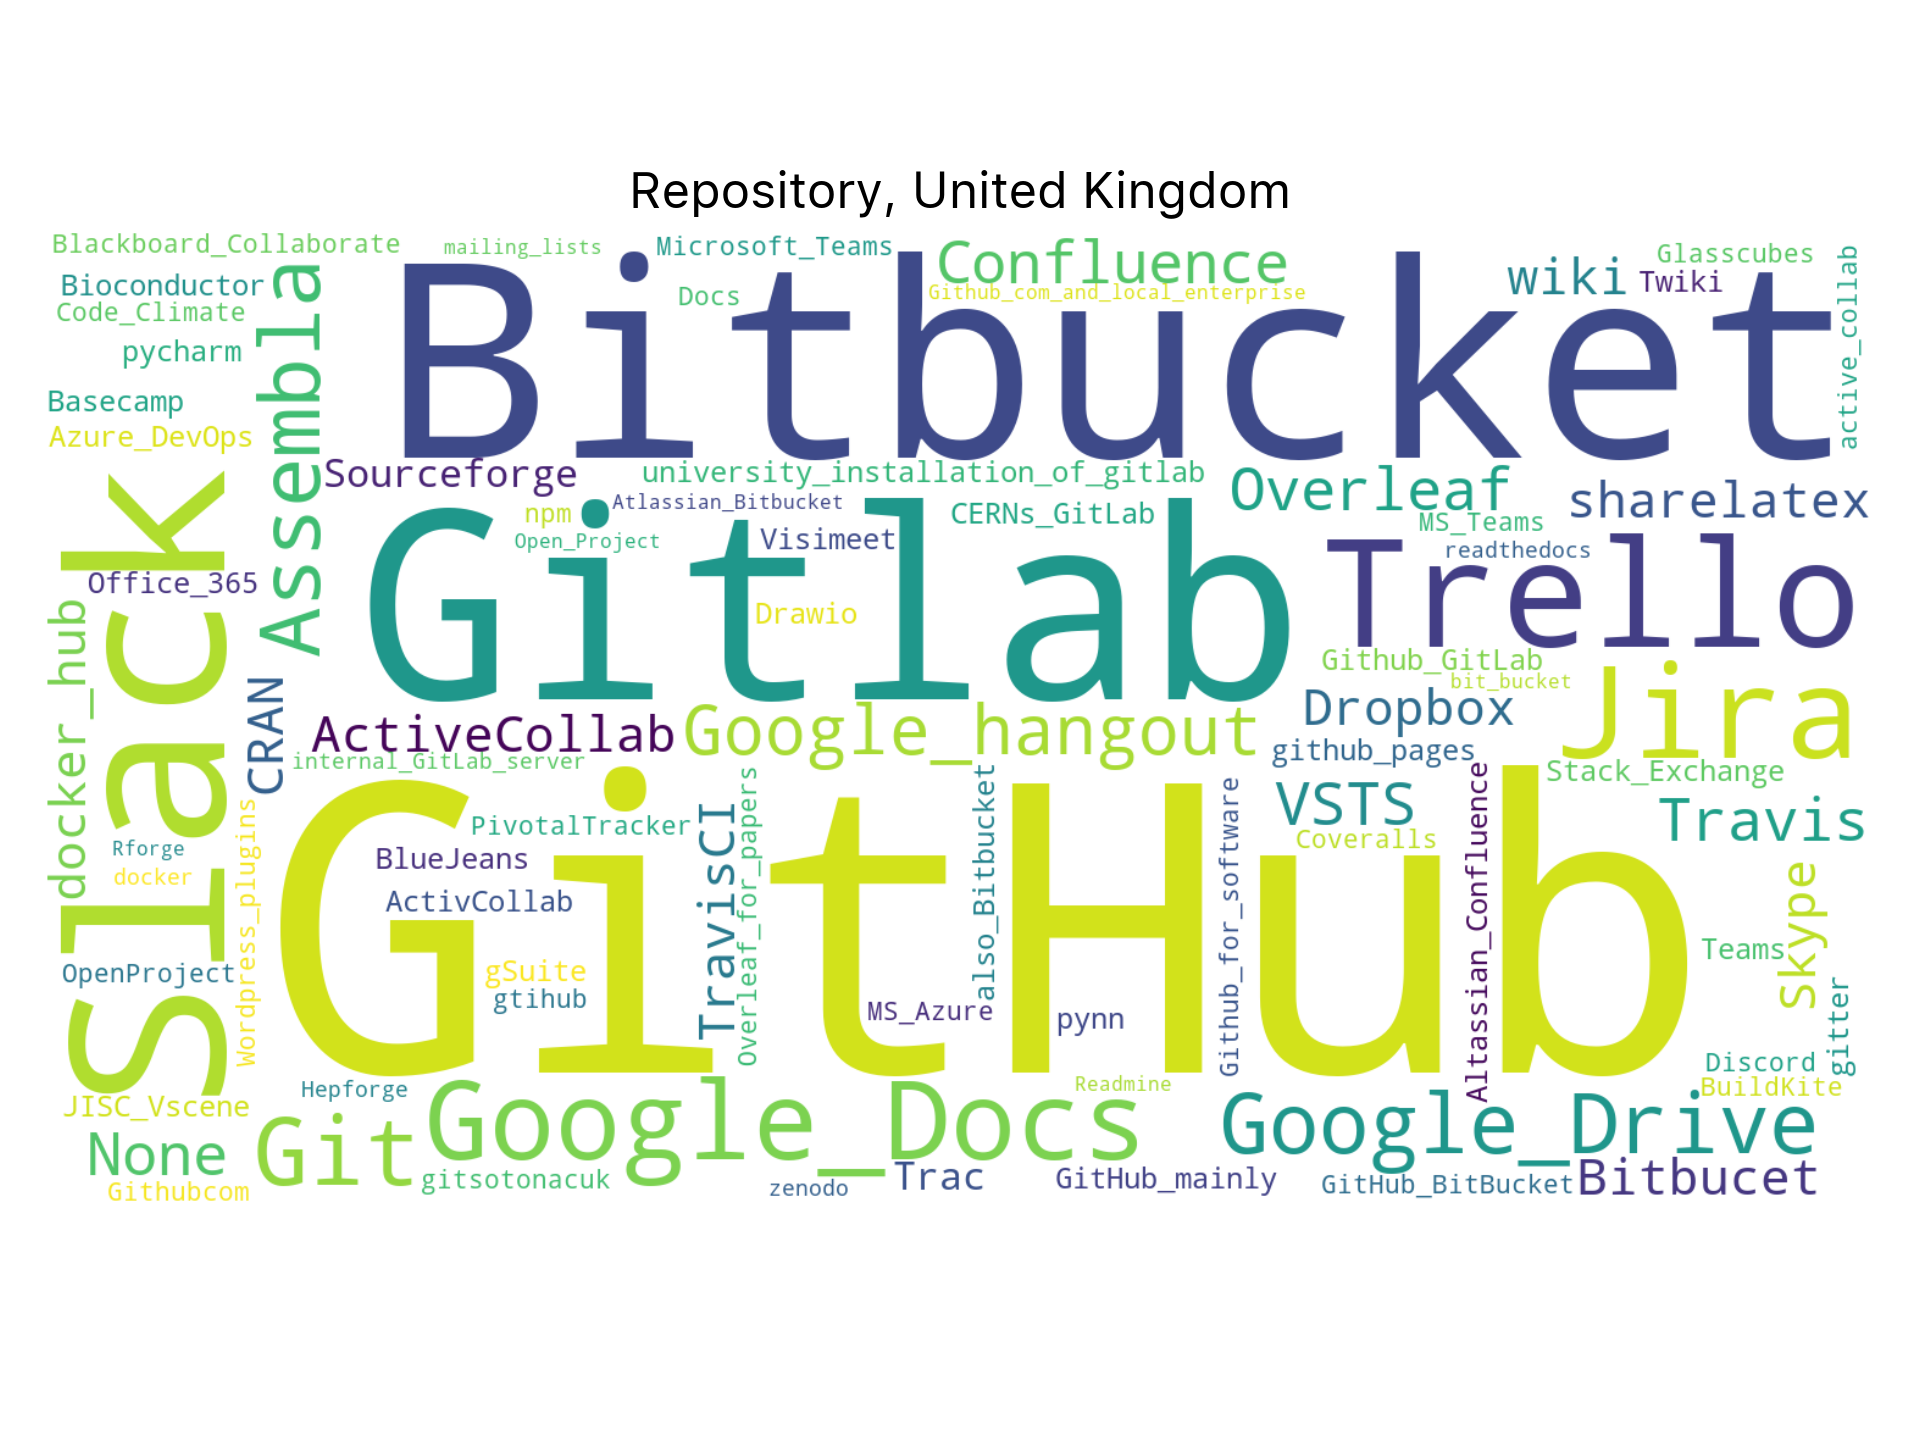 Repository, United Kingdom
Blackboard_Collaborate
mailing_lists
Microsoft_Teams
Confluence
Glasscubes
active_collab
Bioconductor
Assembla
Bitbucket
Docs
Github_com_and_local_enterprise
wiki
Twiki
Code_Climate
pycharm
Basecamp
Azure_DevOps
Slack
Sourceforge
university_installation_of_gitlab
Overleaf
sharelatex
npm
Atlassian_Bitbucket
CERNs_GitLab
MS_Teams
Open_Project
Visimeet
readthedocs
Gitlab
Trello
Office_365
docker_hub
Drawio
Github_GitLab
bit_bucket
CRAN
Dropbox
Jira
ActiveCollab
Google_hangout
github_pages
internal_GitLab_server
Stack_Exchange
GitHub
VSTS
Travis
PivotalTracker
TravisCI
Overleaf_for_papers
also_Bitbucket
Github_for_software
Coveralls
Altassian_Confluence
Rforge
docker
Wordpress_plugins
BlueJeans
ActivCollab
Skype
Teams
OpenProject
gSuite
gtihub
MS_Azure
pynn
gitter
Discord
Hepforge
Readmine
BuildKite
JISC_Vscene
Google_Docs
Google_Drive
None
Git
gitsotonacuk
Trac
GitHub_mainly
GitHub_BitBucket
Bitbucet
Githubcom
zenodo